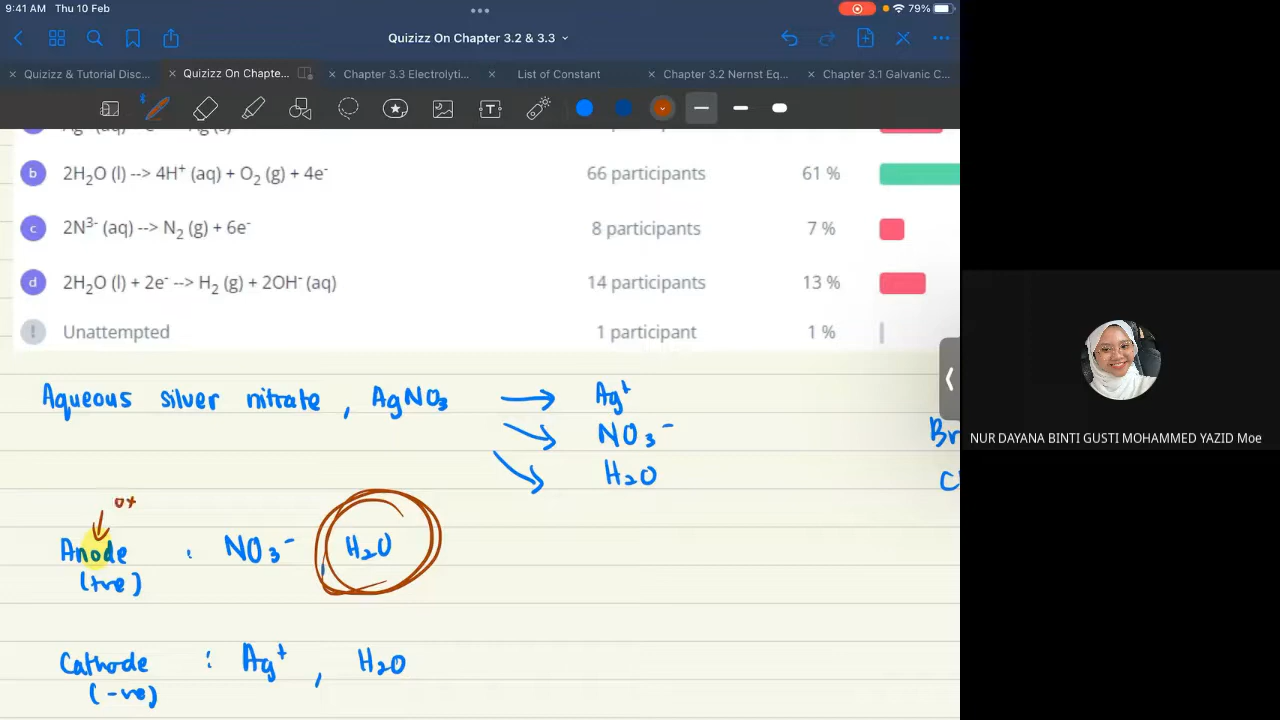 9:41 AM Thu 10 Feb
79%
Quizizz On Chapter 3.2 & 3.3
Quizizz & Tutorial Disc...
Quizizz On Chapte...
Chapter 3.3 Electrolyti...
List of Constant
Chapter 3.2 Nernst Eq...
Chapter 3.1 Galvanic C...
b 2H₂O (l) --> 4H⁺ (aq) + O₂ (g) + 4e⁻ 66 participants 61 %
c 2N³⁻ (aq) --> N₂ (g) + 6e⁻ 8 participants 7 %
d 2H₂O (l) + 2e⁻ --> H₂ (g) + 2OH⁻ (aq) 14 participants 13 %
! Unattempted 1 participant 1 %
Aqueous silver nitrate, AgNO₃ → Ag⁺
NO₃⁻
Br
H₂O
C
ox
Anode : NO₃⁻, H₂O
(+ve)
Cathode : Ag⁺, H₂O
(-ve)
NUR DAYANA BINTI GUSTI MOHAMMED YAZID Moe